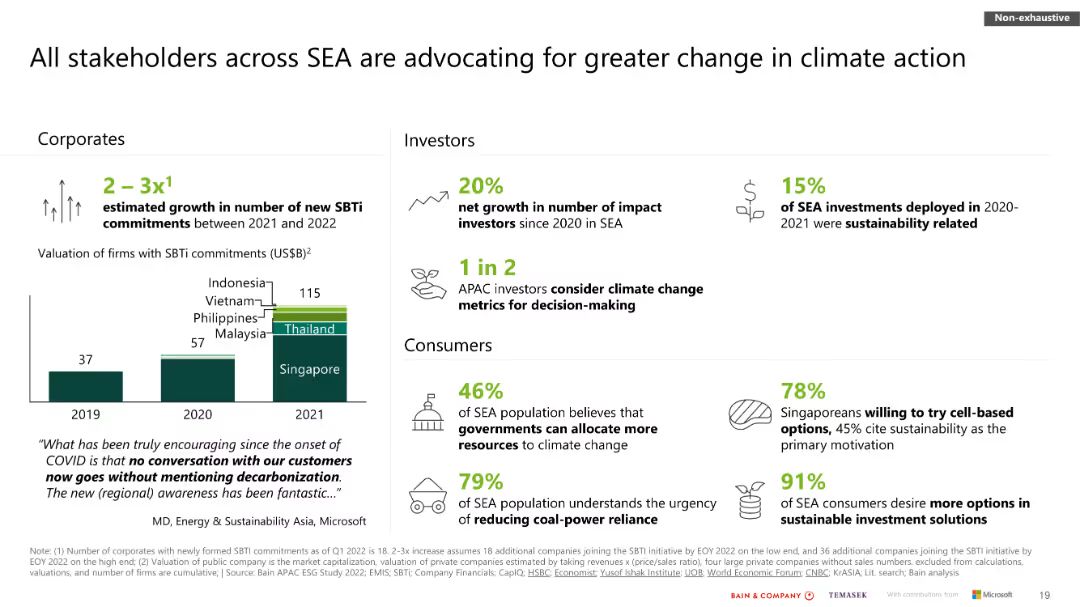 Non-exhaustive
All stakeholders across SEA are advocating for greater change in climate action
Corporates
2 – 3x¹
estimated growth in number of new SBTi
commitments between 2021 and 2022
Valuation of firms with SBTi commitments (US$B)²
Indonesia
Vietnam
Philippines
Malaysia
Thailand
Singapore
37
57
115
2019
2020
2021
“What has been truly encouraging since the onset of
COVID is that no conversation with our customers
now goes without mentioning decarbonization.
The new (regional) awareness has been fantastic…”
MD, Energy & Sustainability Asia, Microsoft
Investors
20%
net growth in number of impact
investors since 2020 in SEA
15%
of SEA investments deployed in 2020-
2021 were sustainability related
1 in 2
APAC investors consider climate change
metrics for decision-making
Consumers
46%
of SEA population believes that
governments can allocate more
resources to climate change
78%
Singaporeans willing to try cell-based
options, 45% cite sustainability as the
primary motivation
79%
of SEA population understands the urgency
of reducing coal-power reliance
91%
of SEA consumers desire more options in
sustainable investment solutions
Note: (1) Number of corporates with newly formed SBTI commitments as of Q1 2022 is 18. 2-3x increase assumes 18 additional companies joining the SBTI Initiative by EOY 2022 on the low end, and 36 additional companies joining the SBTI initiative by
EOY 2022 on the high end; (2) Valuation of public company is the market capitalization, valuation of private companies estimated by taking revenues x (price/sales ratio), four large private companies without sales numbers, excluded from calculations,
valuations, and number of firms are cumulative; | Source: Bain APAC ESG Study 2022; EMIS; SBTi; Company Financials; CapIQ; HSBC; Economist; Yusof Ishak Institute; UOB; World Economic Forum; CNBC; KrASIA; Lit. search; Bain analysis
BAIN & COMPANY
TEMASEK
With contributions from
Microsoft
19